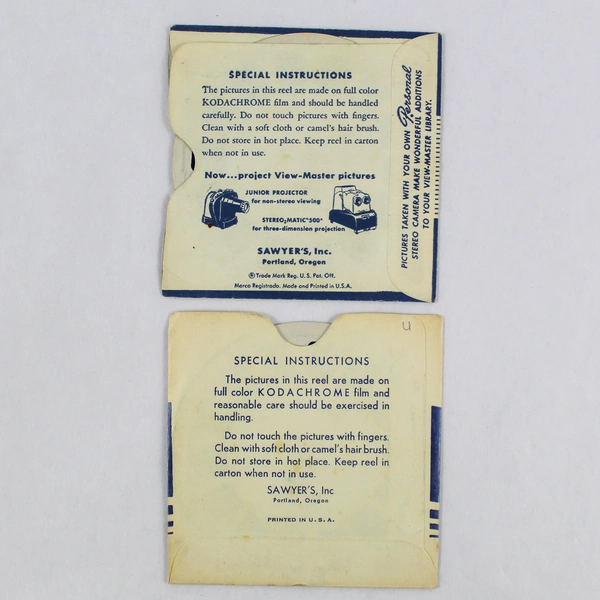 SPECIAL INSTRUCTIONS
The pictures in this reel are made on full color
KODACHROME film and should be handled
carefully. Do not touch pictures with fingers.
Clean with a soft cloth or camel's hair brush.
Do not store in hot place. Keep reel in carton
when not in use.
Now...project View-Master pictures
JUNIOR PROJECTOR
for non-stereo viewing
STEREO-MATIC "500"
for three-dimension projection
SAWYER'S, Inc.
Portland, Oregon
® Trade Mark Reg. U.S. Pat. Off.
Marca Registrada. Made and Printed in U.S.A.
PICTURES TAKEN WITH YOUR OWN Personal
STEREO CAMERA MAKE WONDERFUL ADDITIONS
TO YOUR VIEW-MASTER LIBRARY.
u
SPECIAL INSTRUCTIONS
The pictures in this reel are made on
full color KODACHROME film and
reasonable care should be exercised in
handling.
Do not touch the pictures with fingers.
Clean with soft cloth or camel's hair brush.
Do not store in hot place. Keep reel in
carton when not in use.
SAWYER'S, Inc
Portland, Oregon
PRINTED IN U. S. A.